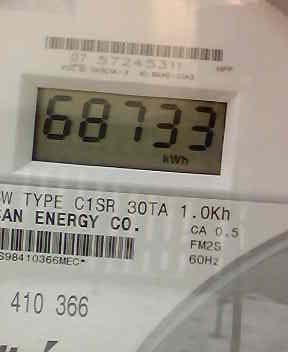 07 57245311
68733
kWh
W TYPE C1SR 30TA 1.0Kh
SAN ENERGY CO.
CA 0.5
FM2S
60Hz
S98410366MEC-
410 366